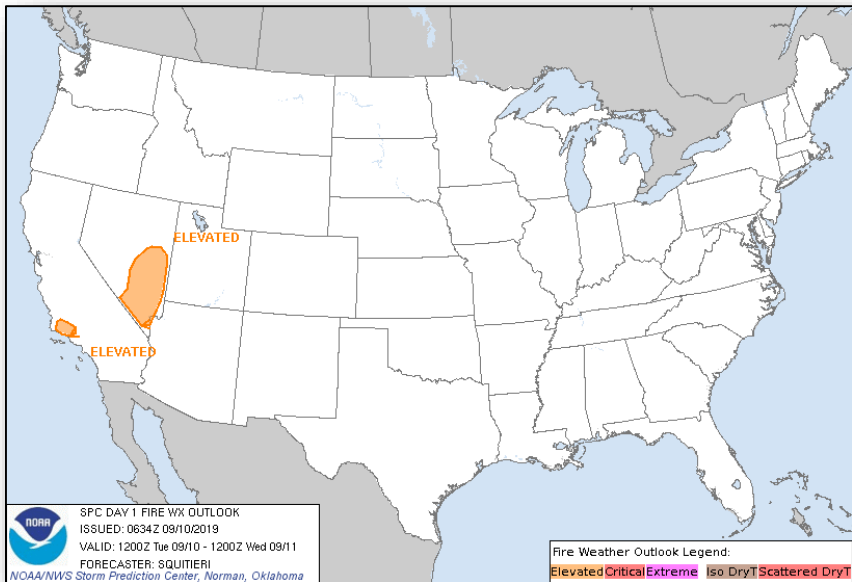 ELEVATED
ELEVATED
NOAA
SPC DAY 1 FIRE WX OUTLOOK
ISSUED: 0634Z 09/10/2019
VALID: 1200Z Tue 09/10 - 1200Z Wed 09/11
FORECASTER: SQUITIERI
NOAA/NWS Storm Prediction Center, Norman, Oklahoma
Fire Weather Outlook Legend:
Elevated Critical Extreme Iso DryT Scattered DryT